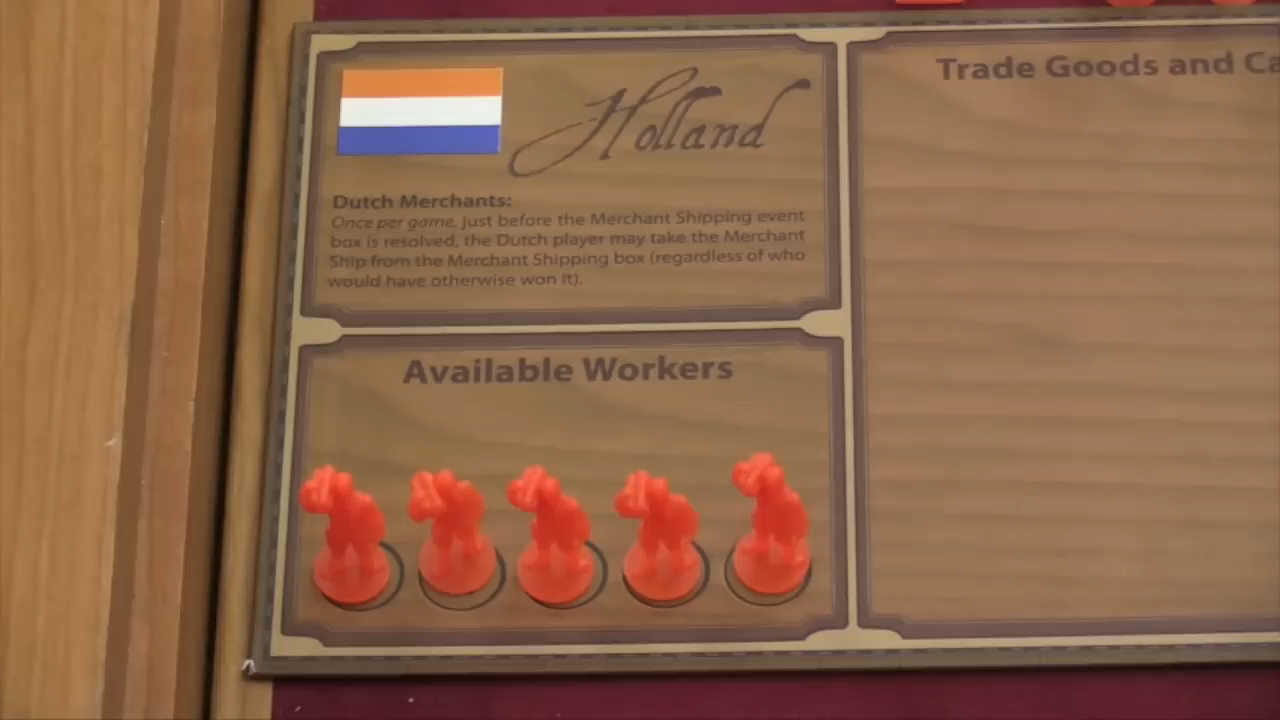 Holland
Dutch Merchants:
Once per game, just before the Merchant Shipping event
box is resolved, the Dutch player may take the Merchant
Ship from the Merchant Shipping box (regardless of who
would have otherwise won it).
Available Workers
Trade Goods and Ca